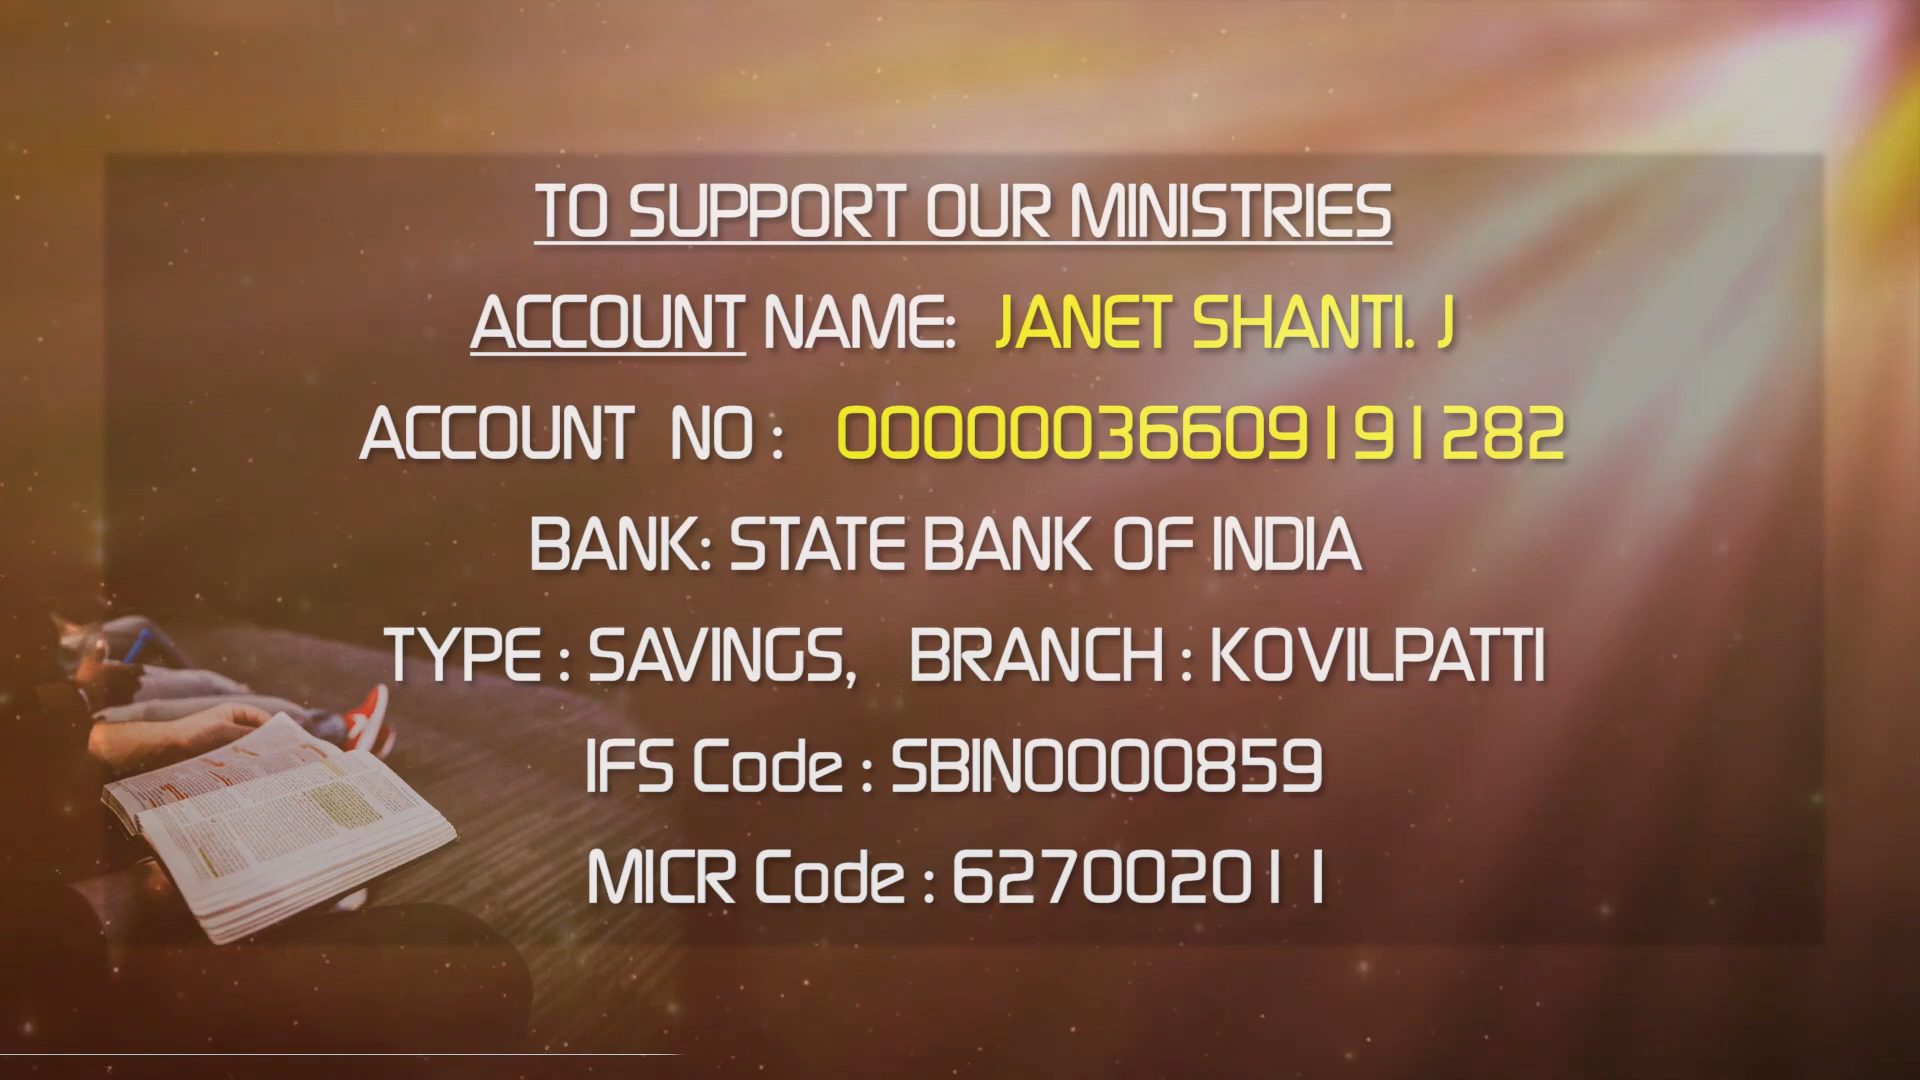 TO SUPPORT OUR MINISTRIES
ACCOUNT NAME: JANET SHANTI. J
ACCOUNT NO : 00000036609191282
BANK: STATE BANK OF INDIA
TYPE : SAVINGS, BRANCH : KOVILPATTI
IFS Code : SBIN0000859
MICR Code : 627002011